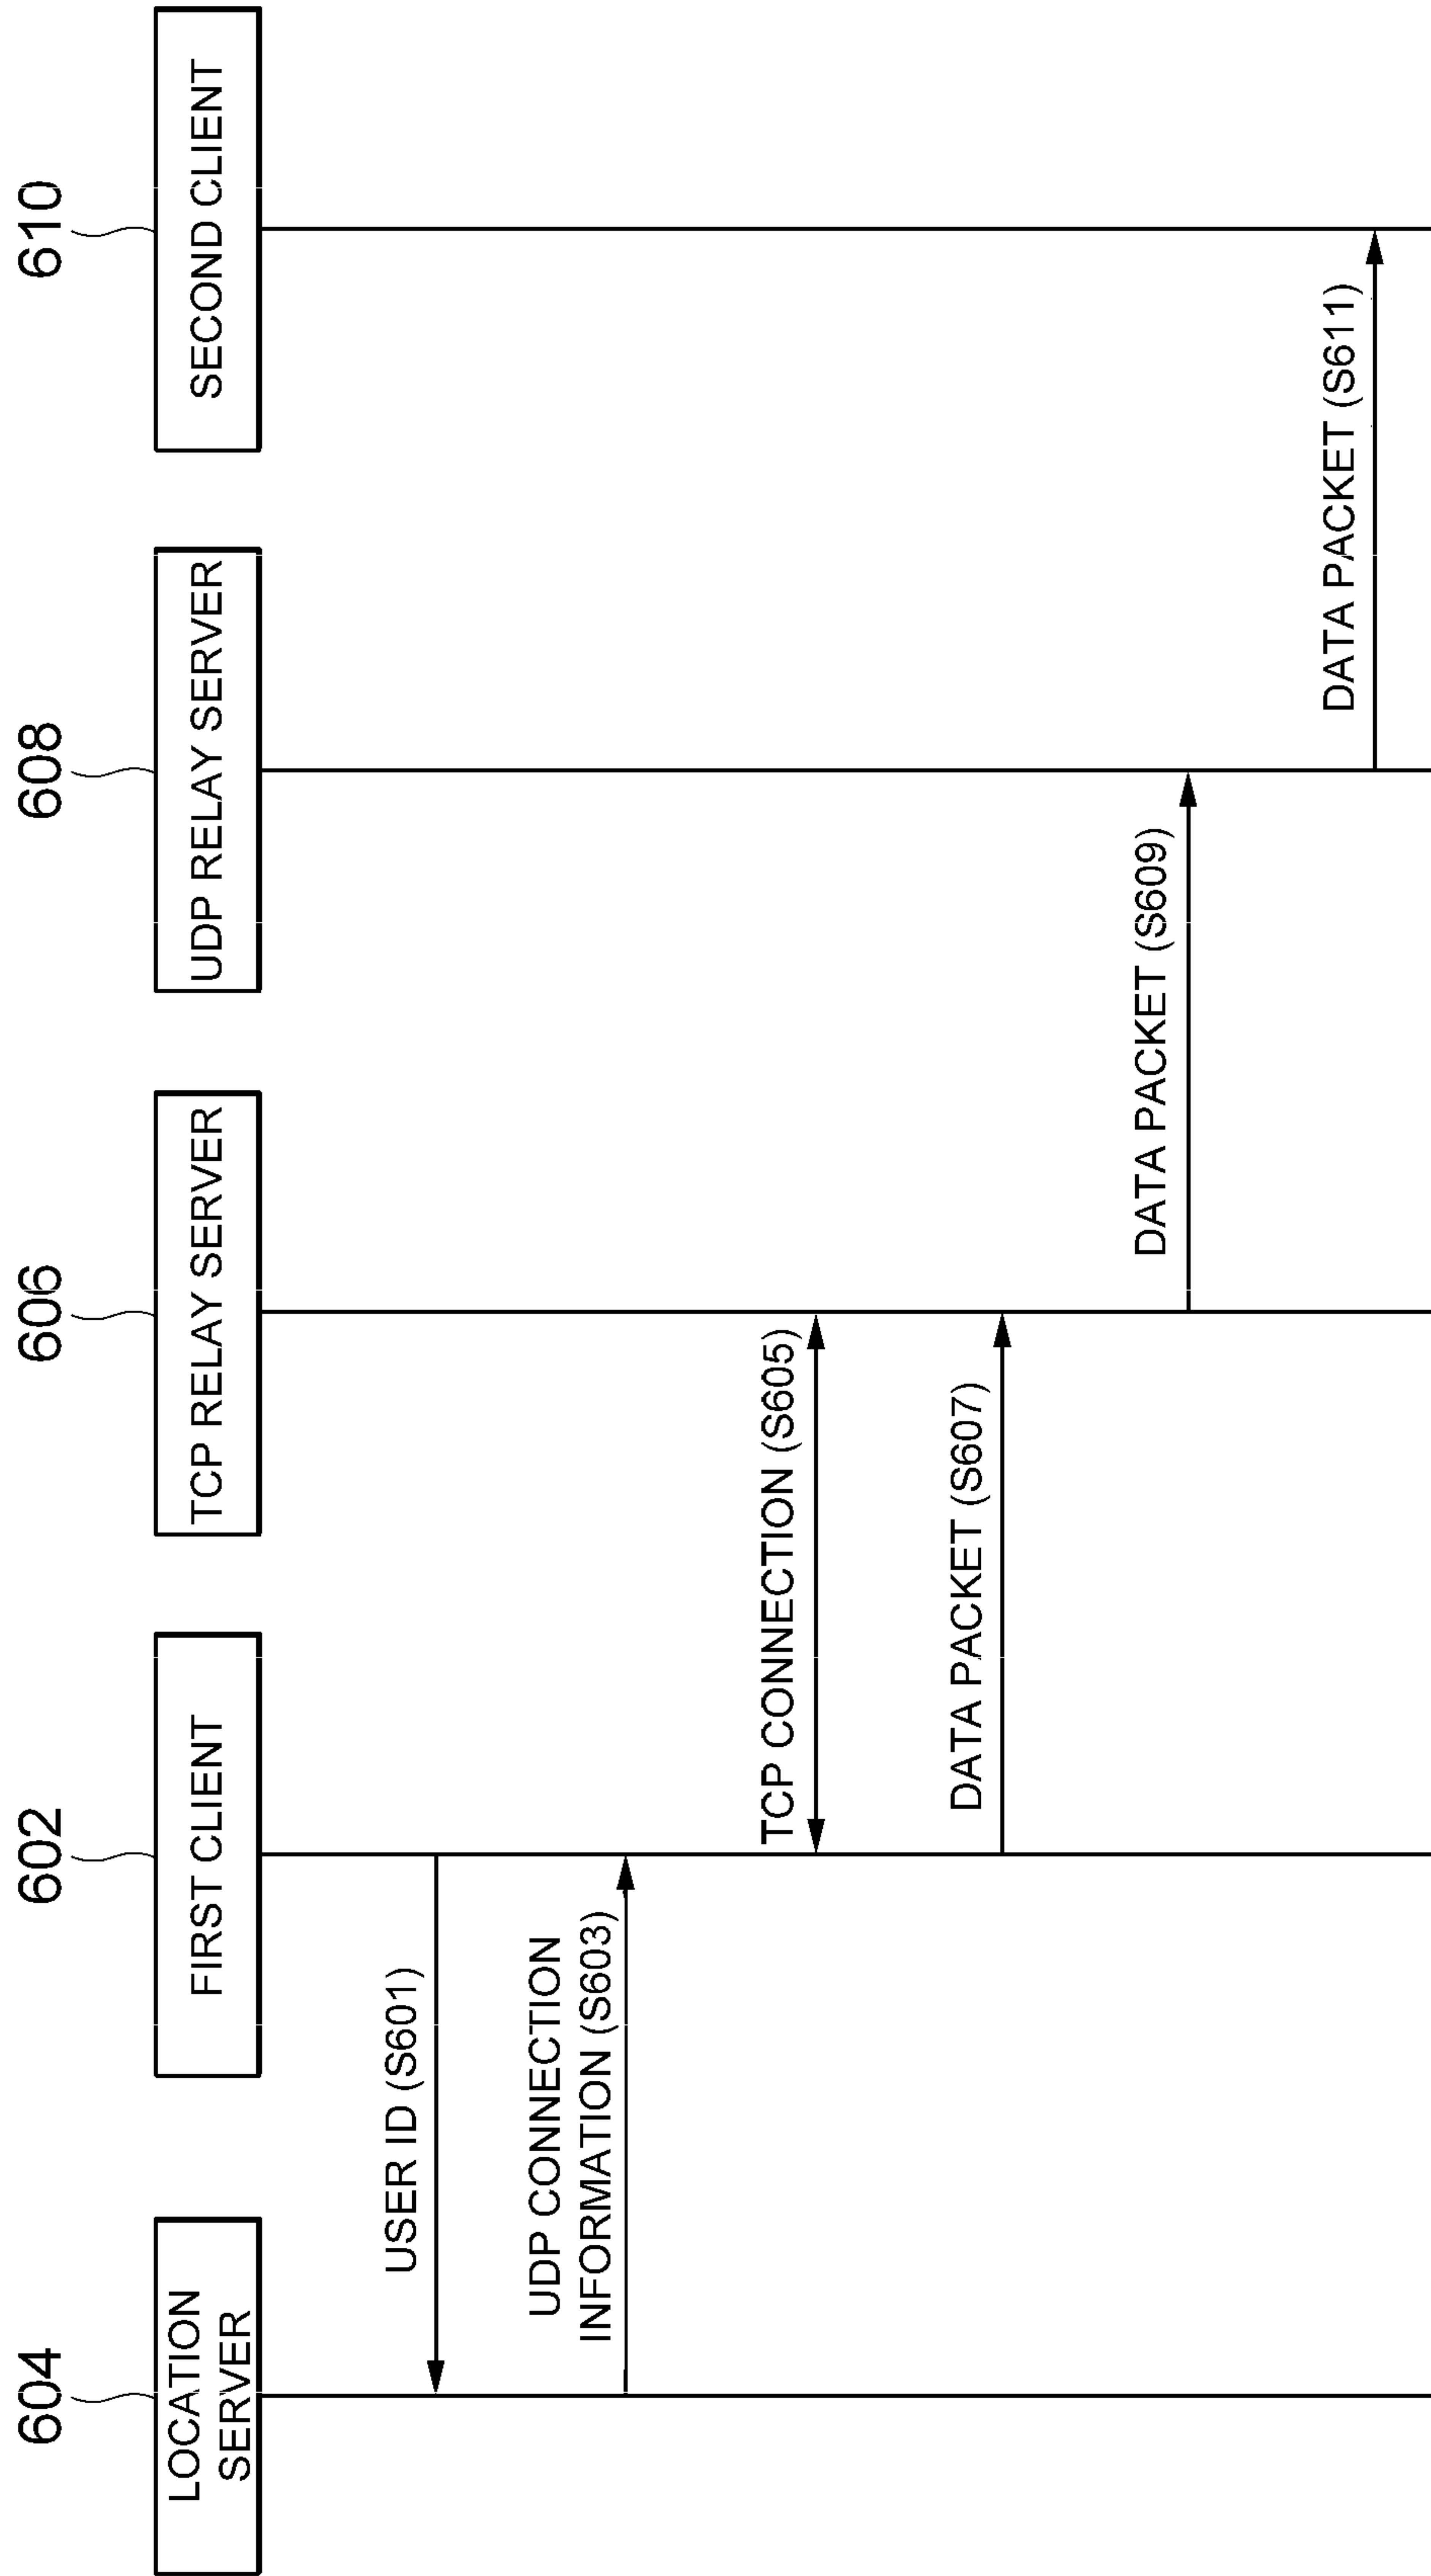 604
602
606
608
610
LOCATION
SERVER
FIRST CLIENT
TCP RELAY SERVER
UDP RELAY SERVER
SECOND CLIENT
USER ID (S601)
UDP CONNECTION
INFORMATION (S603)
TCP CONNECTION (S605)
DATA PACKET (S607)
DATA PACKET (S609)
DATA PACKET (S611)